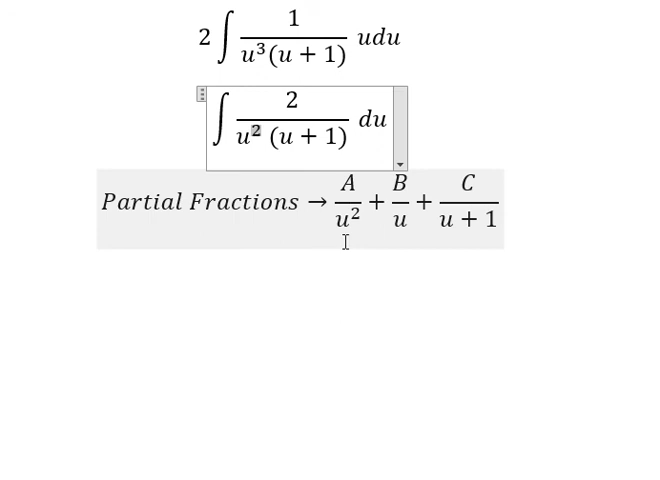 2 ∫ 1/(u³(u + 1)) udu
∫ 2/(u² (u + 1)) du
Partial Fractions → A/u² + B/u + C/(u + 1)